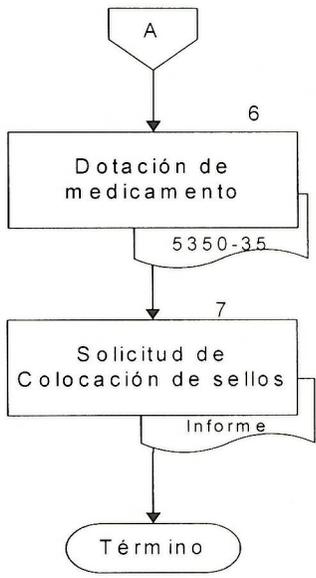 A
6
Dotación de
medicamento
5350-35
7
Solicitud de
Colocación de sellos
Informe
Término